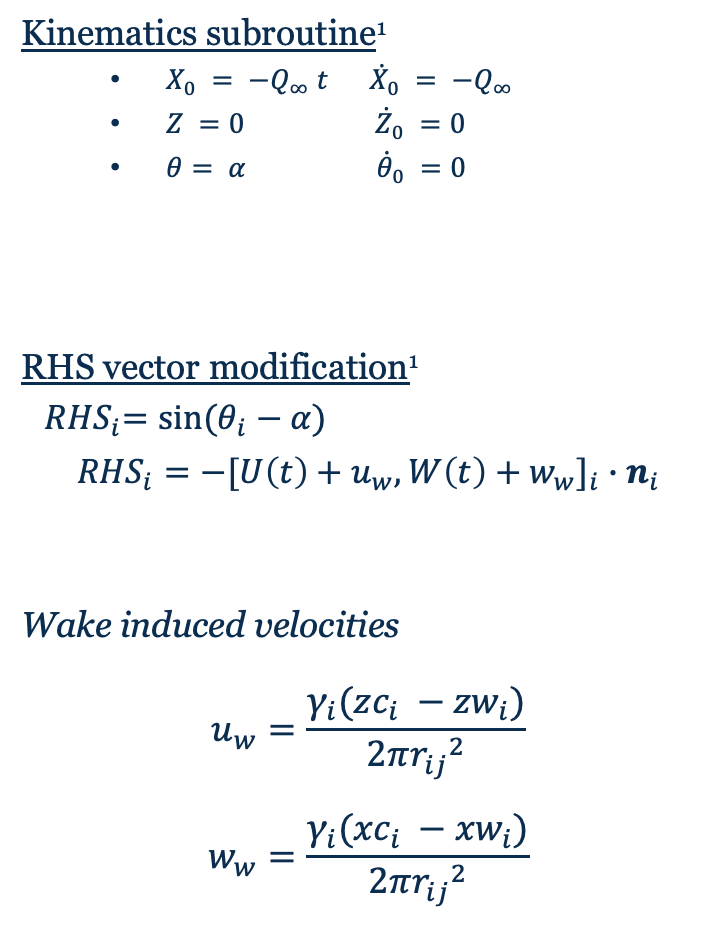 Kinematics subroutine¹
• X₀ = −Q∞ t Ẋ₀ = −Q∞
• Z = 0 Ż₀ = 0
• θ = α θ̇₀ = 0
RHS vector modification¹
RHSᵢ= sin(θᵢ − α)
RHSᵢ = −[U(t) + u_w, W(t) + w_w]ᵢ · nᵢ
Wake induced velocities
u_w = γᵢ(zcᵢ − zwᵢ) / 2πrᵢⱼ²
w_w = γᵢ(xcᵢ − xwᵢ) / 2πrᵢⱼ²